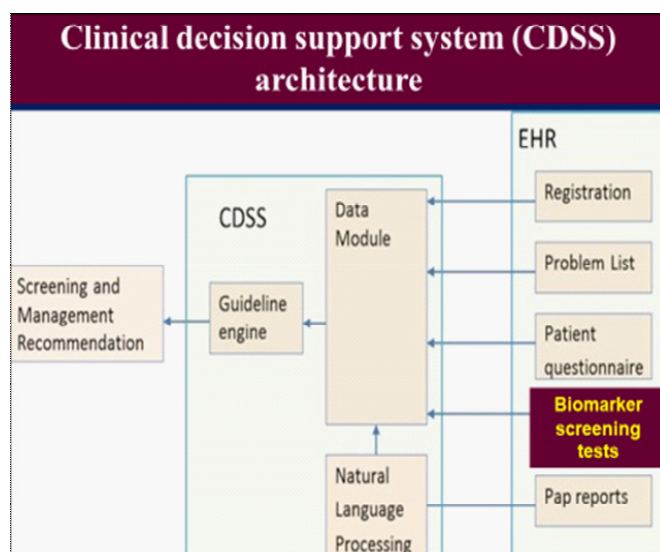 Clinical decision support system (CDSS)
architecture
EHR
Registration
CDSS
Data
Module
Problem List
Screening and
Management
Recommendation
Guideline
engine
Patient
questionnaire
Biomarker
screening
tests
Natural
Language
Processing
Pap reports